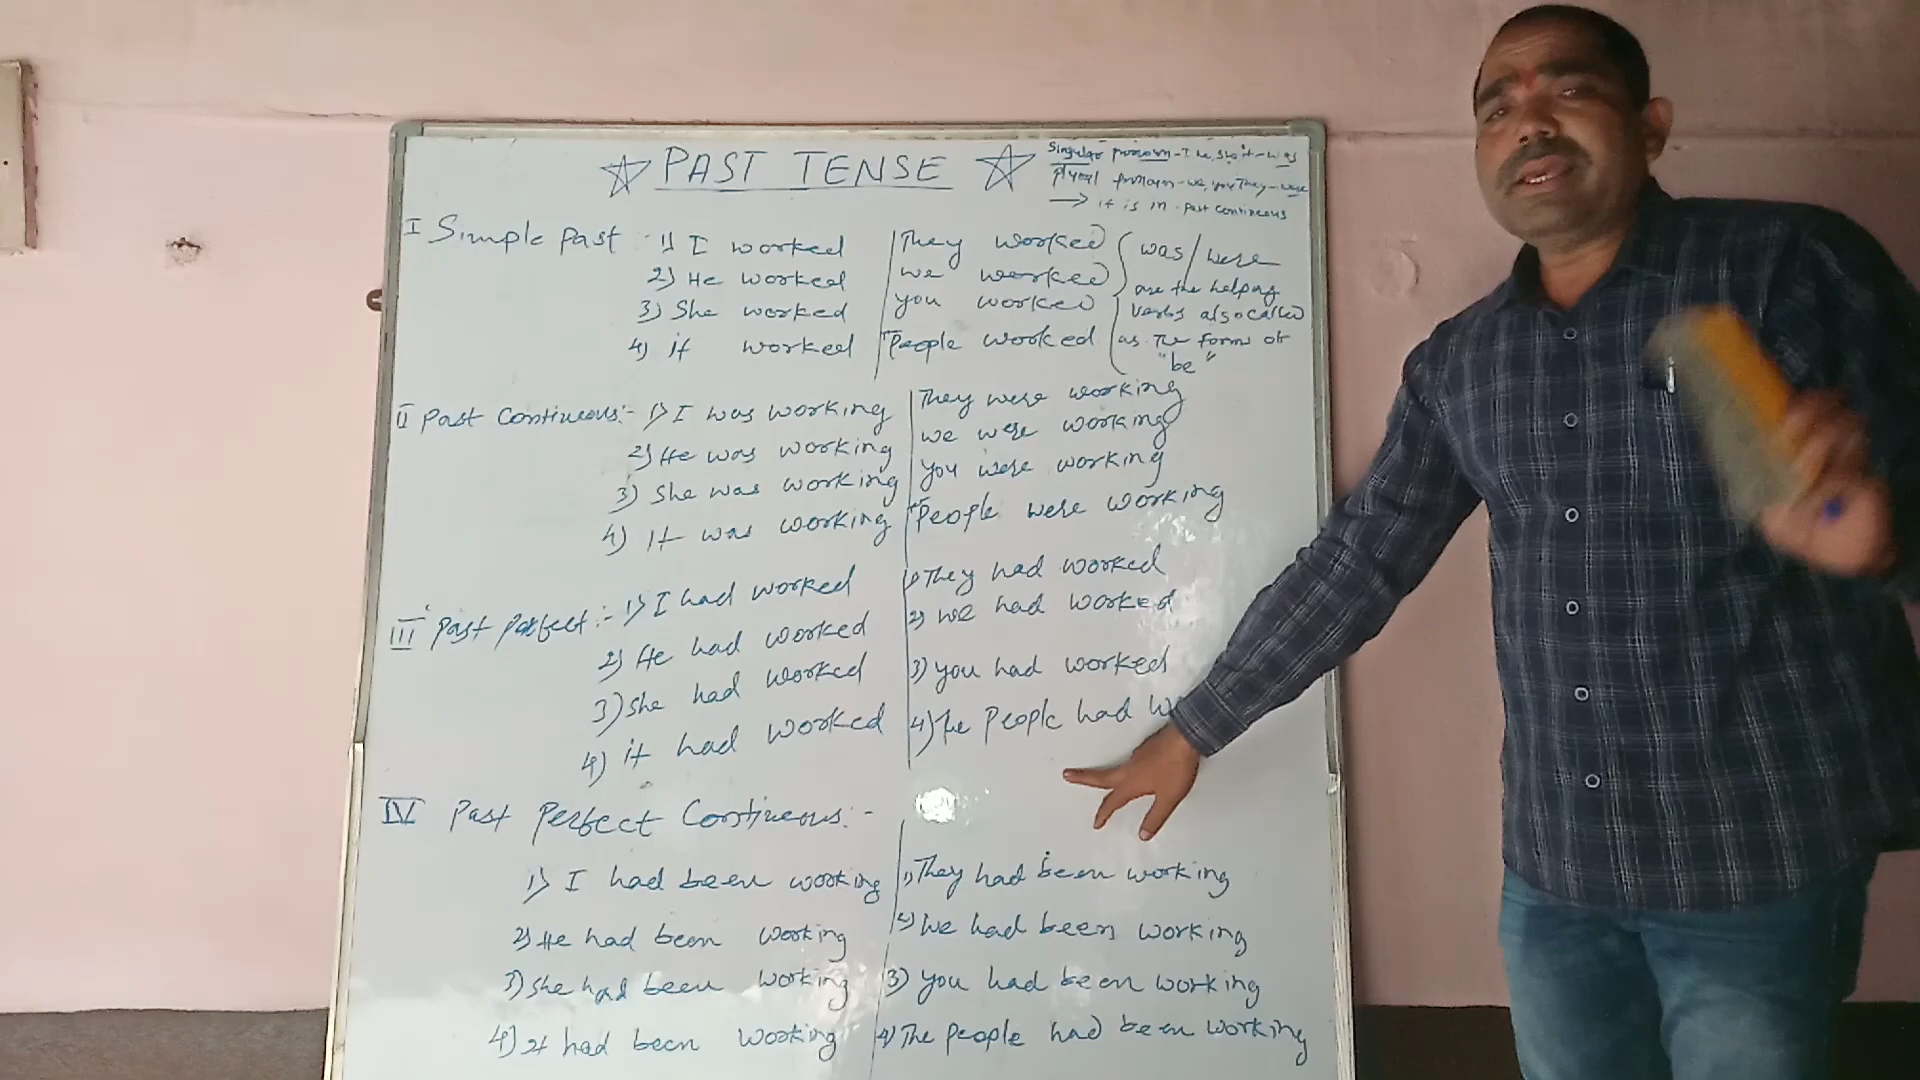 PAST TENSE
Singular pronoun - I he, she it - was
Plural pronoun - we, you They - were
→ it is in past continuous
I Simple past 1) I worked
2) He worked
3) She worked
4) it worked
They worked
we worked
you worked
People worked
was / were
are the helping
verbs also called
as the forms of
"be"
II Past Continuous:- 1) I was working
2) He was working
3) She was working
4) It was working
They were working
we were working
you were working
People were working
III Past perfect:- 1) I had worked
2) He had worked
3) She had worked
4) it had worked
1) They had worked
2) we had worked
3) you had worked
4) The People had
IV Past Perfect Continuous:-
1) I had been working
2) He had been working
3) She had been working
4) It had been working
1) They had been working
2) We had been working
3) you had been working
4) The People had been working